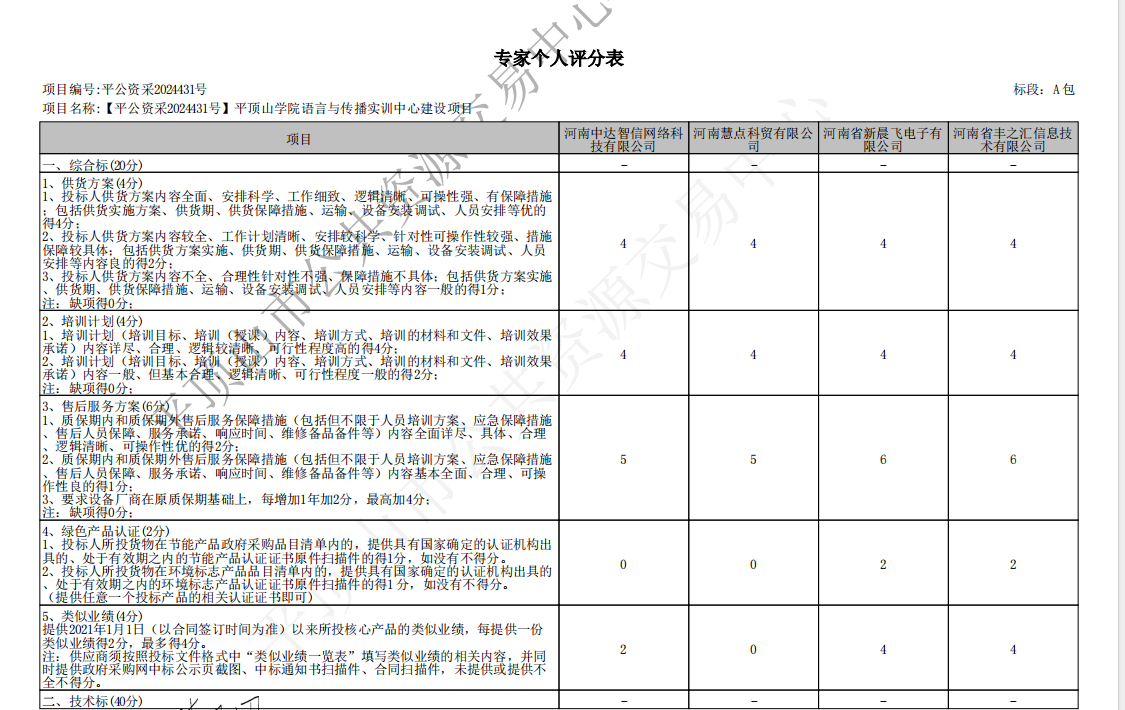 专家个人评分表
项目编号:平公资采2024431号
标段：A包
项目名称:【平公资采2024431号】平顶山学院语言与传播实训中心建设项目
项目
河南中达智信网络科
技有限公司
河南慧点科贸有限公
司
河南省新晨飞电子有
限公司
河南省丰之汇信息技
术有限公司
一、综合标(20分)
－ － － －
1、供货方案(4分)
1、投标人供货方案内容全面、安排科学、工作细致、逻辑清晰、可操性强、有保障措施
；包括供货实施方案、供货期、供货保障措施、运输、设备安装调试、人员安排等优的
得4分；
2、投标人供货方案内容较全、工作计划清晰、安排较科学、针对性可操作性较强、措施
保障较具体；包括供货方案实施、供货期、供货保障措施、运输、设备安装调试、人员
安排等内容良的得2分；
3、投标人供货方案内容不全、合理性针对性不强、保障措施不具体；包括供货方案实施
、供货期、供货保障措施、运输、设备安装调试、人员安排等内容一般的得1分；
注：缺项得0分；
4 4 4 4
2、培训计划(4分)
1、培训计划（培训目标、培训（授课）内容、培训方式、培训的材料和文件、培训效果
承诺）内容详尽、合理、逻辑较清晰、可行性程度高的得4分；
2、培训计划（培训目标、培训（授课）内容、培训方式、培训的材料和文件、培训效果
承诺）内容一般、但基本合理、逻辑清晰、可行性程度一般的得2分；
注：缺项得0分；
4 4 4 4
3、售后服务方案(6分)
1、质保期内和质保期外售后服务保障措施（包括但不限于人员培训方案、应急保障措施
、售后人员保障、服务承诺、响应时间、维修备品备件等）内容全面详尽、具体、合理
、逻辑清晰、可操作性优的得2分；
2、质保期内和质保期外售后服务保障措施（包括但不限于人员培训方案、应急保障措施
、售后人员保障、服务承诺、响应时间、维修备品备件等）内容基本全面、合理、可操
作性良的得1分；
3、要求设备厂商在原质保期基础上，每增加1年加2分，最高加4分；
注：缺项得0分；
5 5 6 6
4、绿色产品认证(2分)
1、投标人所投货物在节能产品政府采购品目清单内的，提供具有国家确定的认证机构出
具的、处于有效期之内的节能产品认证证书原件扫描件的得1分，如没有不得分。
2、投标人所投货物在环境标志产品品目清单内的，提供具有国家确定的认证机构出具的
、处于有效期之内的环境标志产品认证证书原件扫描件的得1 分，如没有不得分。
（提供任意一个投标产品的相关认证证书即可）
0 0 2 2
5、类似业绩(4分)
提供2021年1月1日（以合同签订时间为准）以来所投核心产品的类似业绩，每提供一份
类似业绩得2分，最多得4分。
注：供应商须按照投标文件格式中“类似业绩一览表”填写类似业绩的相关内容，并同
时提供政府采购网中标公示页截图、中标通知书扫描件、合同扫描件，未提供或提供不
全不得分。
2 0 4 4
二、技术标(40分)
－ － － －
平顶山市公共资源交易中心
平顶山市公共资源交易中心